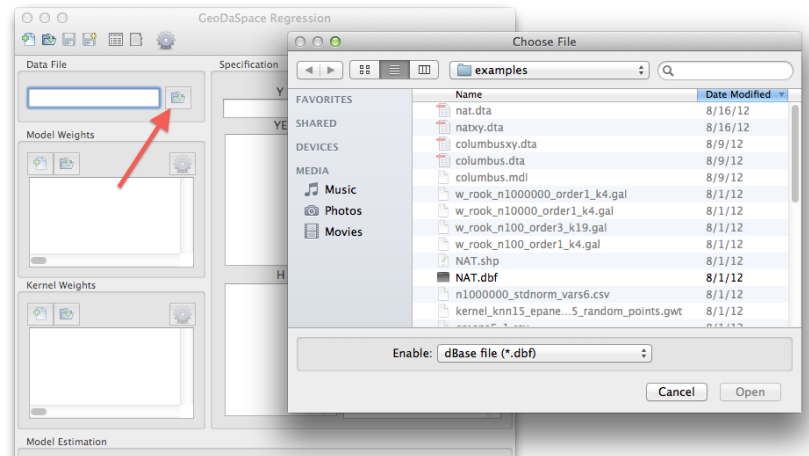 GeoDaSpace Regression
Data File
Specification
Y
YE
Model Weights
H
Kernel Weights
Model Estimation
Choose File
examples
FAVORITES
SHARED
DEVICES
MEDIA
Music
Photos
Movies
Name Date Modified
nat.dta 8/16/12
natxy.dta 8/16/12
columbusxy.dta 8/9/12
columbus.dta 8/9/12
columbus.mdl 8/9/12
w_rook_n1000000_order1_k4.gal 8/1/12
w_rook_n10000_order1_k4.gal 8/1/12
w_rook_n100_order3_k19.gal 8/1/12
w_rook_n100_order1_k4.gal 8/1/12
NAT.shp 8/1/12
NAT.dbf 8/1/12
n1000000_stdnorm_vars6.csv 8/1/12
kernel_knn15_epane...5_random_points.gwt 8/1/12
8/1/12
Enable: dBase file (*.dbf)
Cancel Open